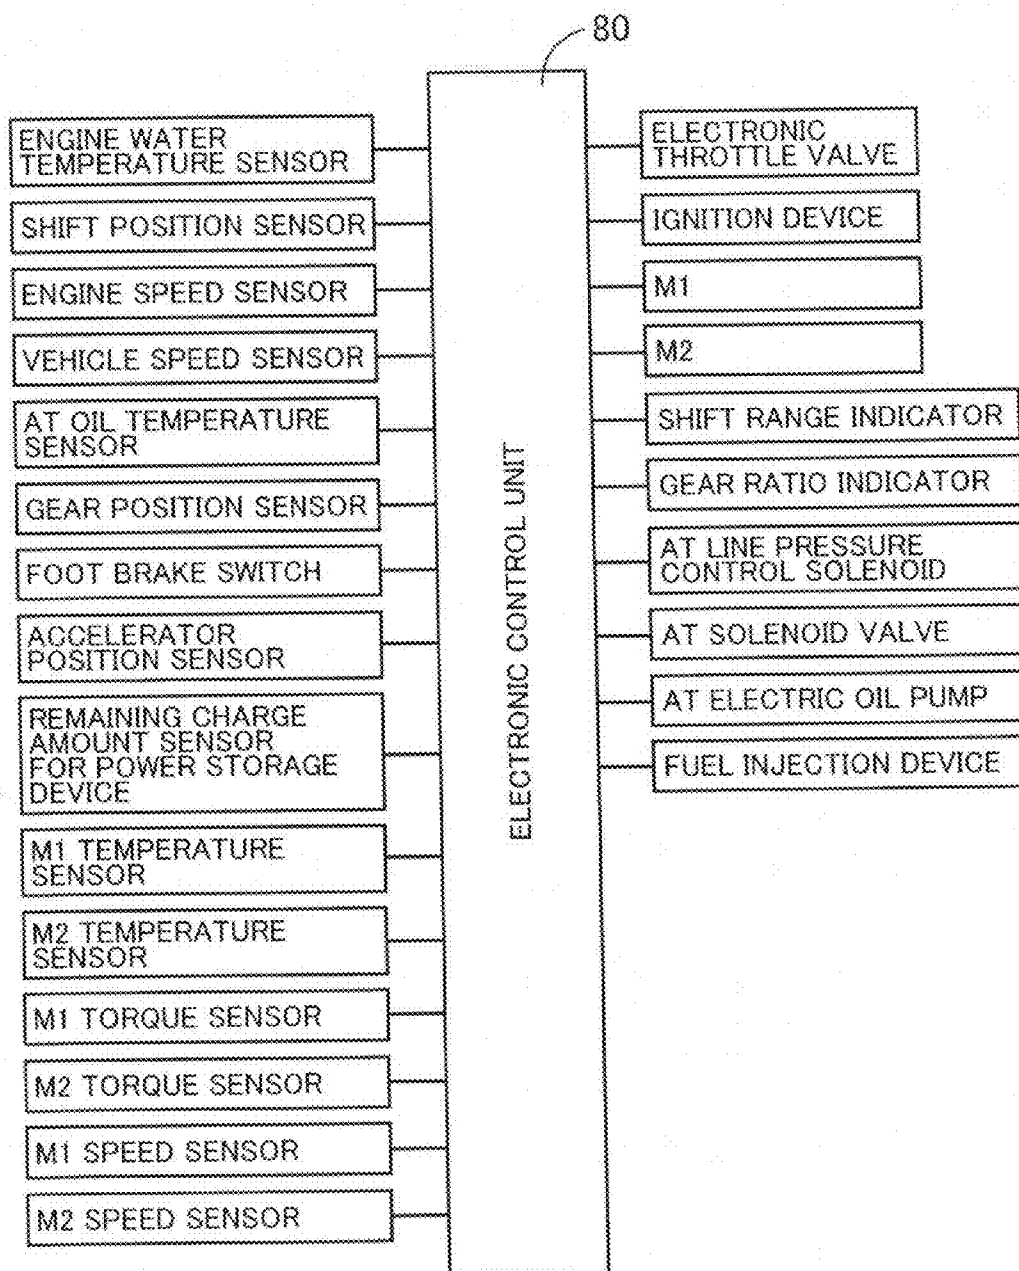 80
ENGINE WATER
TEMPERATURE SENSOR
SHIFT POSITION SENSOR
ENGINE SPEED SENSOR
VEHICLE SPEED SENSOR
AT OIL TEMPERATURE
SENSOR
GEAR POSITION SENSOR
FOOT BRAKE SWITCH
ACCELERATOR
POSITION SENSOR
REMAINING CHARGE
AMOUNT SENSOR
FOR POWER STORAGE
DEVICE
M1 TEMPERATURE
SENSOR
M2 TEMPERATURE
SENSOR
M1 TORQUE SENSOR
M2 TORQUE SENSOR
M1 SPEED SENSOR
M2 SPEED SENSOR
ELECTRONIC CONTROL UNIT
ELECTRONIC
THROTTLE VALVE
IGNITION DEVICE
M1
M2
SHIFT RANGE INDICATOR
GEAR RATIO INDICATOR
AT LINE PRESSURE
CONTROL SOLENOID
AT SOLENOID VALVE
AT ELECTRIC OIL PUMP
FUEL INJECTION DEVICE